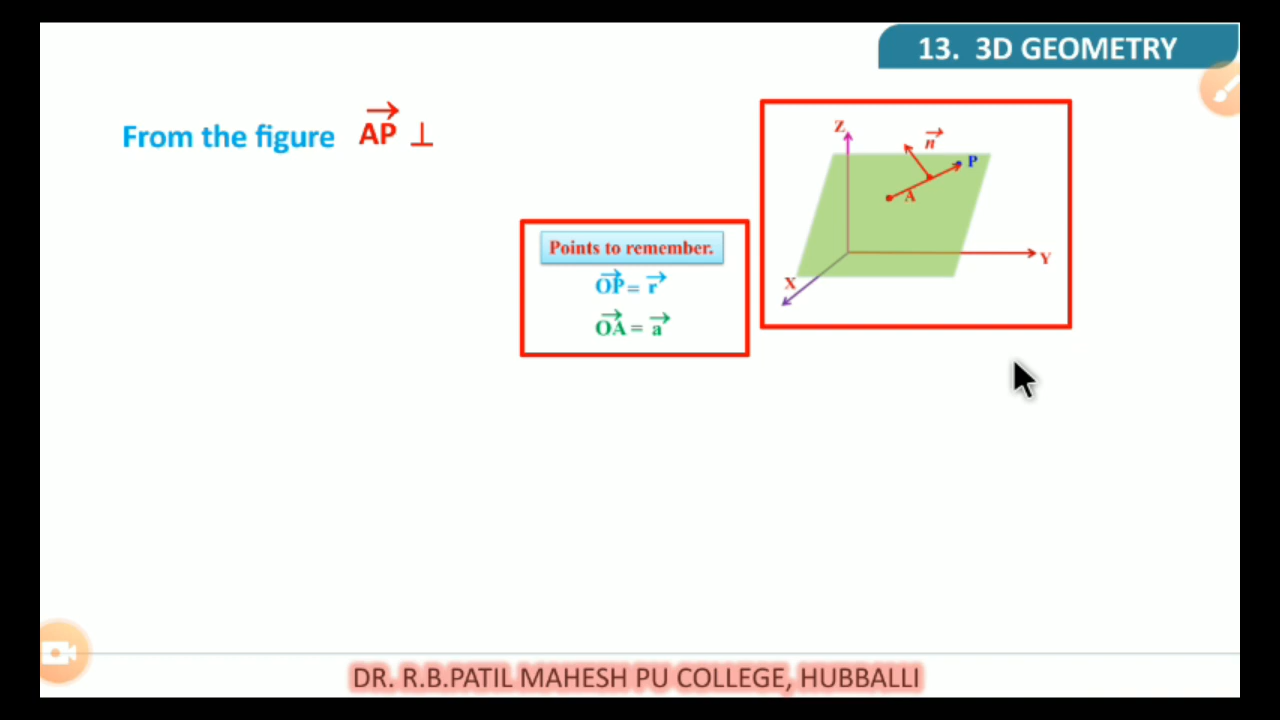 13. 3D GEOMETRY
From the figure AP⃗ ⊥
Points to remember.
OP⃗ = r⃗
OA⃗ = a⃗
Z
n⃗
P
A
Y
X
DR. R.B.PATIL MAHESH PU COLLEGE, HUBBALLI